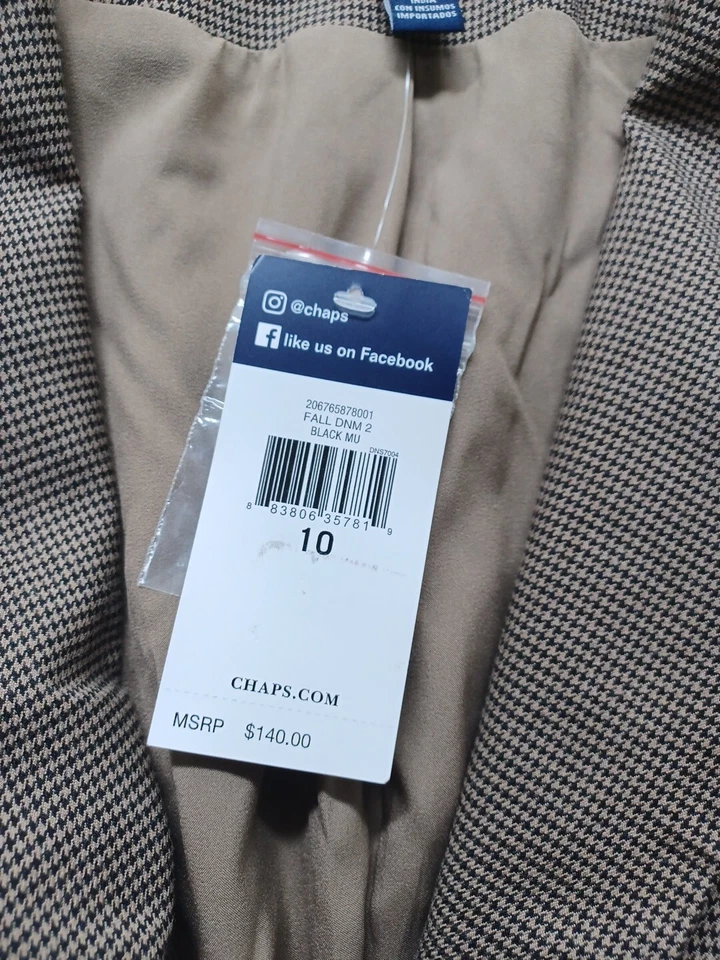 INDIA
CON INSUMOS
IMPORTADOS
@chaps
f like us on Facebook
206765878001
FALL DNM 2
BLACK MU
DNS7004
8 83806 35781 9
10
CHAPS.COM
MSRP $140.00